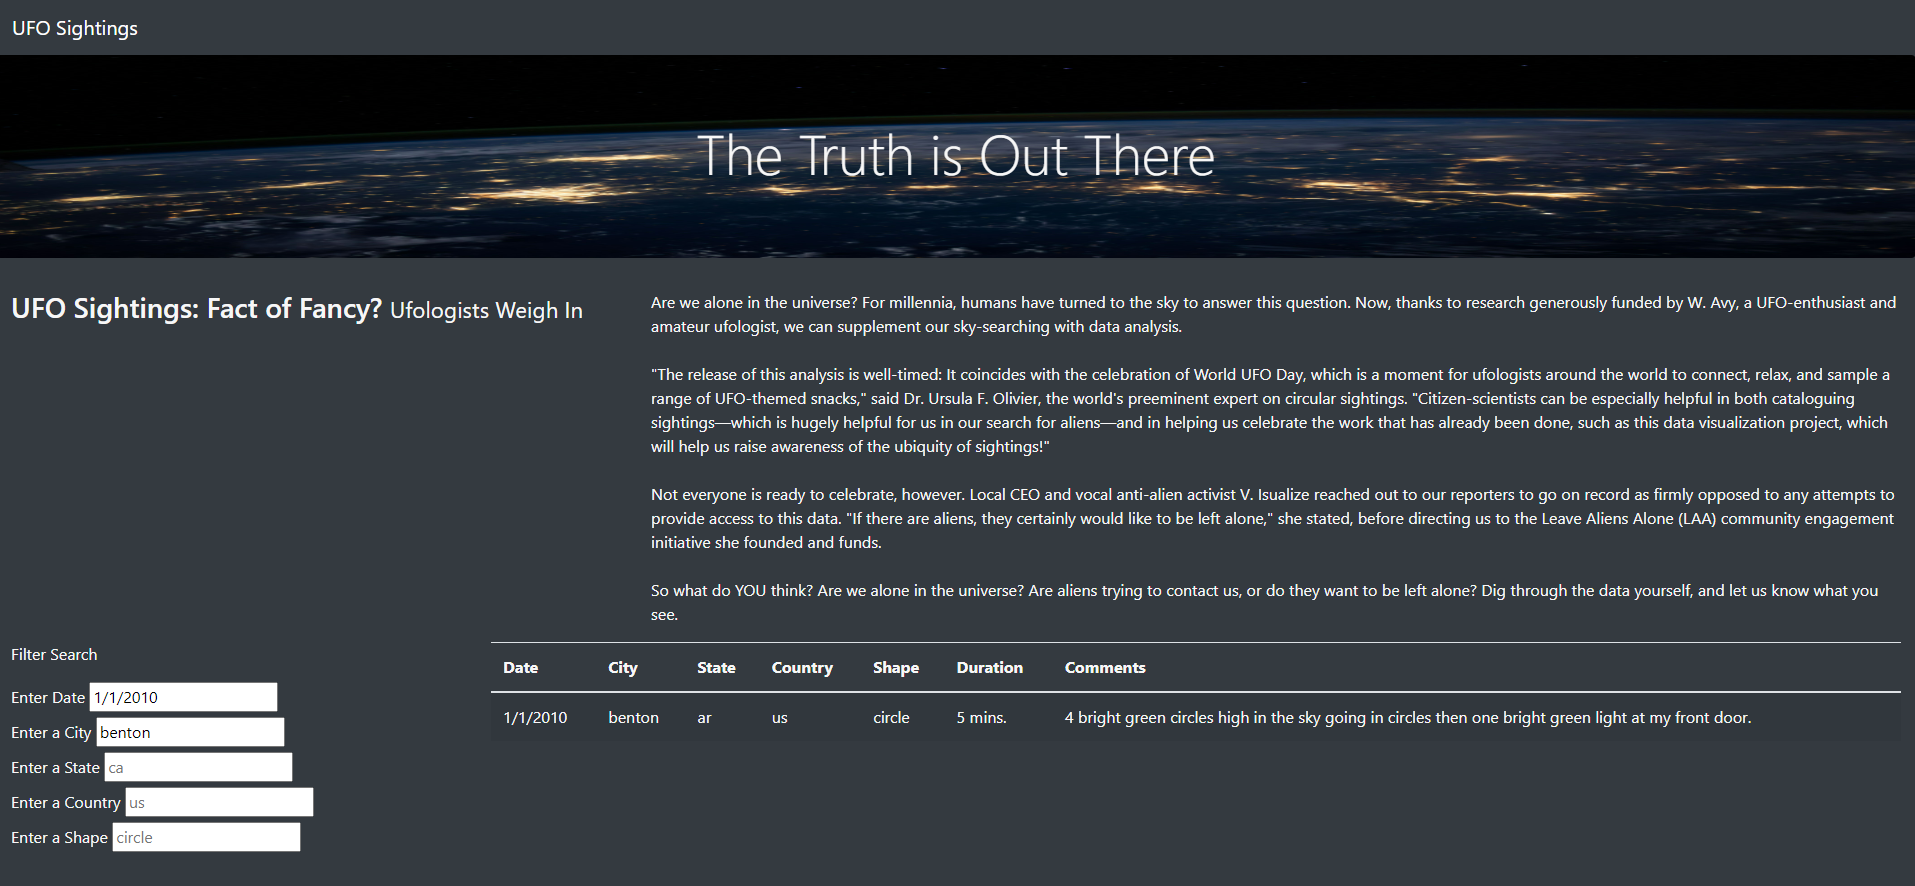 UFO Sightings
The Truth is Out There
UFO Sightings: Fact of Fancy? Ufologists Weigh In
Are we alone in the universe? For millennia, humans have turned to the sky to answer this question. Now, thanks to research generously funded by W. Avy, a UFO-enthusiast and
amateur ufologist, we can supplement our sky-searching with data analysis.
"The release of this analysis is well-timed: It coincides with the celebration of World UFO Day, which is a moment for ufologists around the world to connect, relax, and sample a
range of UFO-themed snacks," said Dr. Ursula F. Olivier, the world's preeminent expert on circular sightings. "Citizen-scientists can be especially helpful in both cataloguing
sightings—which is hugely helpful for us in our search for aliens—and in helping us celebrate the work that has already been done, such as this data visualization project, which
will help us raise awareness of the ubiquity of sightings!"
Not everyone is ready to celebrate, however. Local CEO and vocal anti-alien activist V. Isualize reached out to our reporters to go on record as firmly opposed to any attempts to
provide access to this data. "If there are aliens, they certainly would like to be left alone," she stated, before directing us to the Leave Aliens Alone (LAA) community engagement
initiative she founded and funds.
So what do YOU think? Are we alone in the universe? Are aliens trying to contact us, or do they want to be left alone? Dig through the data yourself, and let us know what you
see.
Filter Search
Enter Date 1/1/2010
Enter a City benton
Enter a State ca
Enter a Country us
Enter a Shape circle
Date City State Country Shape Duration Comments
1/1/2010 benton ar us circle 5 mins. 4 bright green circles high in the sky going in circles then one bright green light at my front door.